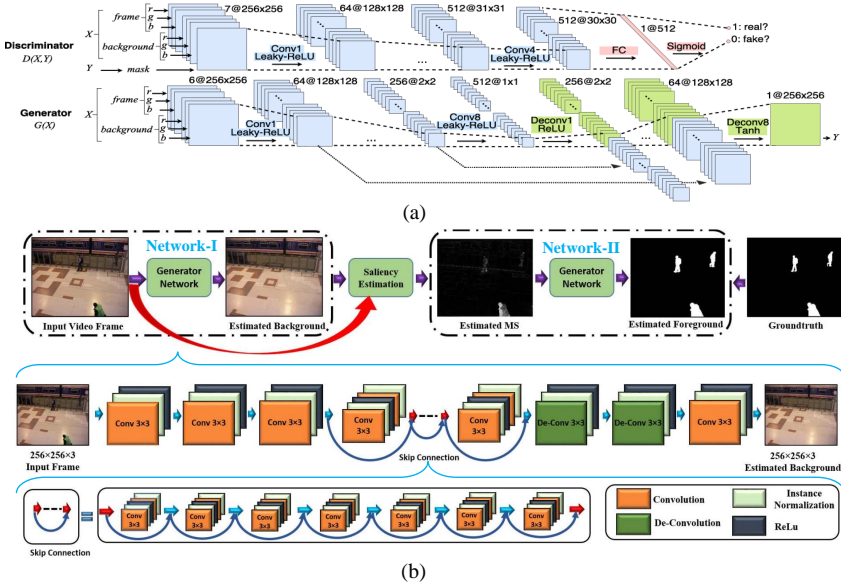 7@256x256 64@128x128 512@31x31 512@30x30 1@512
1: real?
0: fake?
Discriminator
D(X,Y)
X
frame
r
g
b
background
r
g
b
Y mask
Conv1
Leaky-ReLU
...
Conv4
Leaky-ReLU
FC
Sigmoid
6@256x256 64@128x128 256@2x2 512@1x1 256@2x2 64@128x128 1@256x256
Generator
G(X)
X
frame
r
g
b
background
r
g
b
Conv1
Leaky-ReLU
...
Conv8
Leaky-ReLU
Deconv1
ReLU
...
Deconv8
Tanh
Y
(a)
Network-I
Network-II
Generator
Network
Saliency
Estimation
Generator
Network
Input Video Frame
Estimated Background
Estimated MS
Estimated Foreground
Groundtruth
Conv 3×3
Conv 3×3
Conv 3×3
Conv
3×3
Conv
3×3
De-Conv 3×3
De-Conv 3×3
Conv 3×3
Skip Connection
256×256×3
Input Frame
256×256×3
Estimated Background
Skip Connection
Conv
3×3
Conv
3×3
Conv
3×3
Conv
3×3
Conv
3×3
Conv
3×3
Conv
3×3
Convolution
Instance
Normalization
De-Convolution
ReLu
(b)